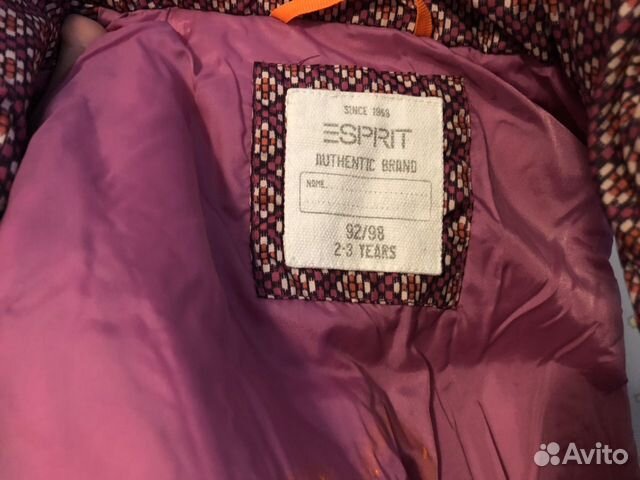 SINCE 1968
ESPRIT
AUTHENTIC BRAND
NAME
92/98
2-3 YEARS
Avito